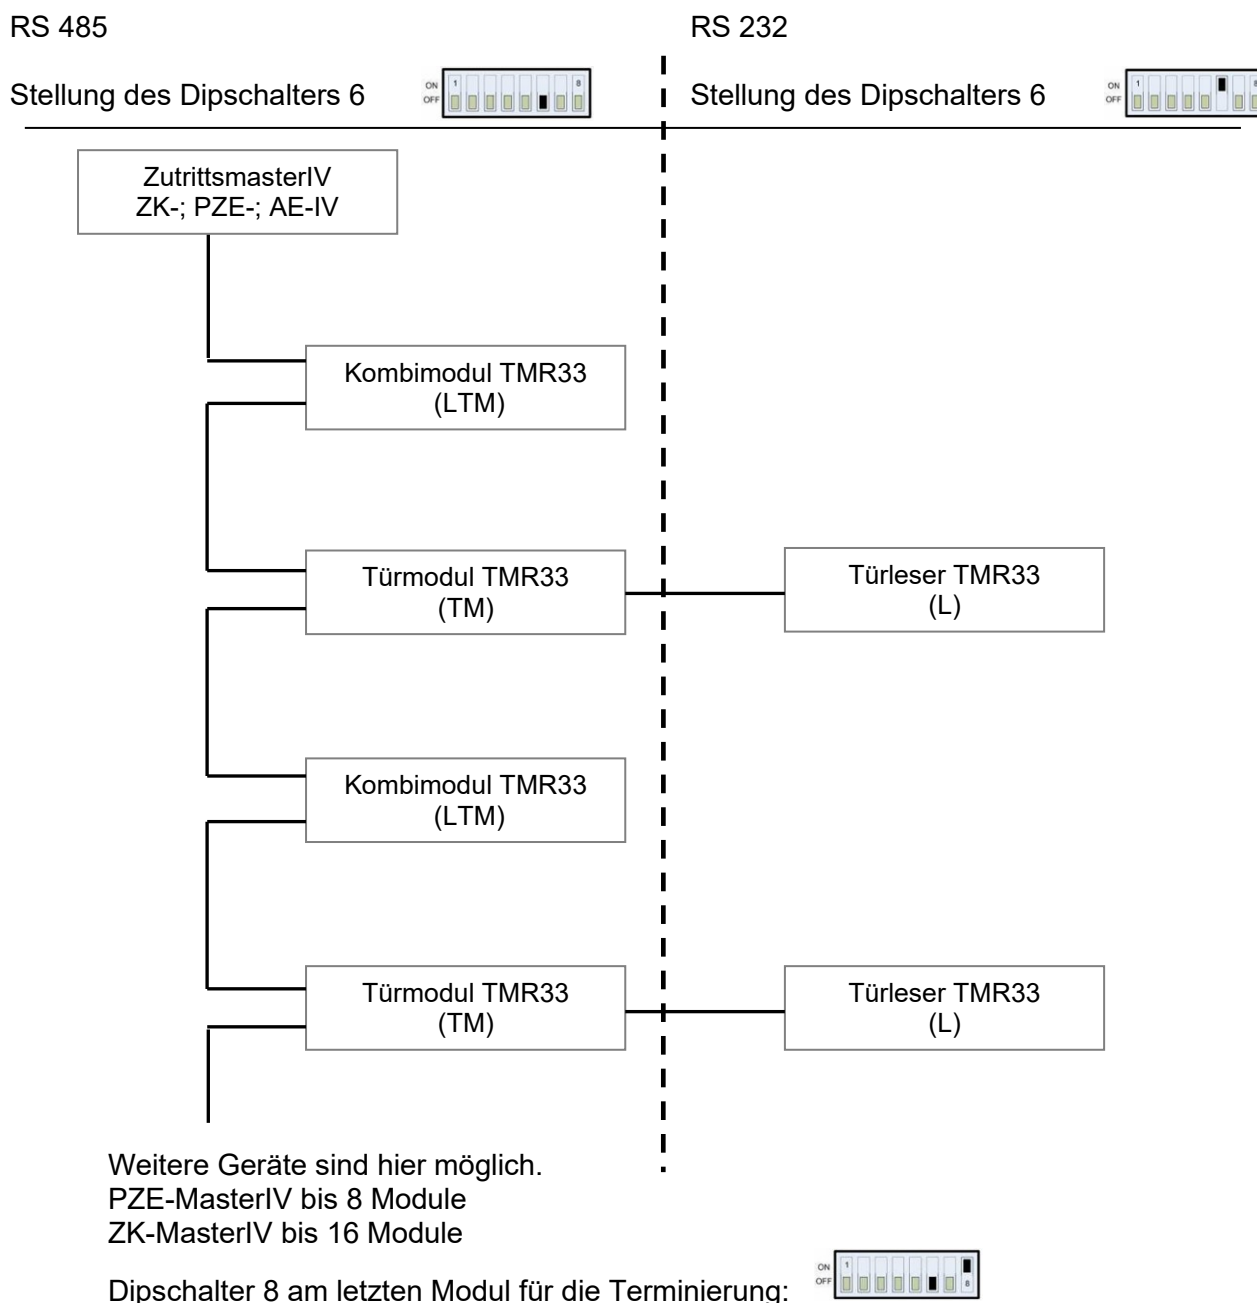 RS 485
RS 232
Stellung des Dipschalters 6
ON
OFF
1
8
Stellung des Dipschalters 6
ON
OFF
1
8
ZutrittsmasterIV
ZK-; PZE-; AE-IV
Kombimodul TMR33
(LTM)
Türmodul TMR33
(TM)
Türleser TMR33
(L)
Kombimodul TMR33
(LTM)
Türmodul TMR33
(TM)
Türleser TMR33
(L)
Weitere Geräte sind hier möglich.
PZE-MasterIV bis 8 Module
ZK-MasterIV bis 16 Module
Dipschalter 8 am letzten Modul für die Terminierung:
ON
OFF
1
8